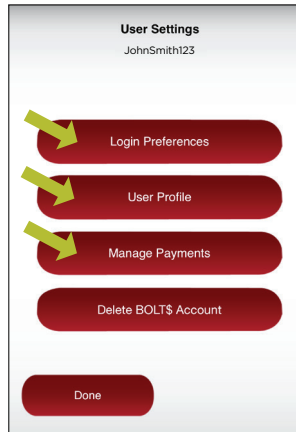 User Settings
JohnSmith123
Login Preferences
User Profile
Manage Payments
Delete BOLT$ Account
Done